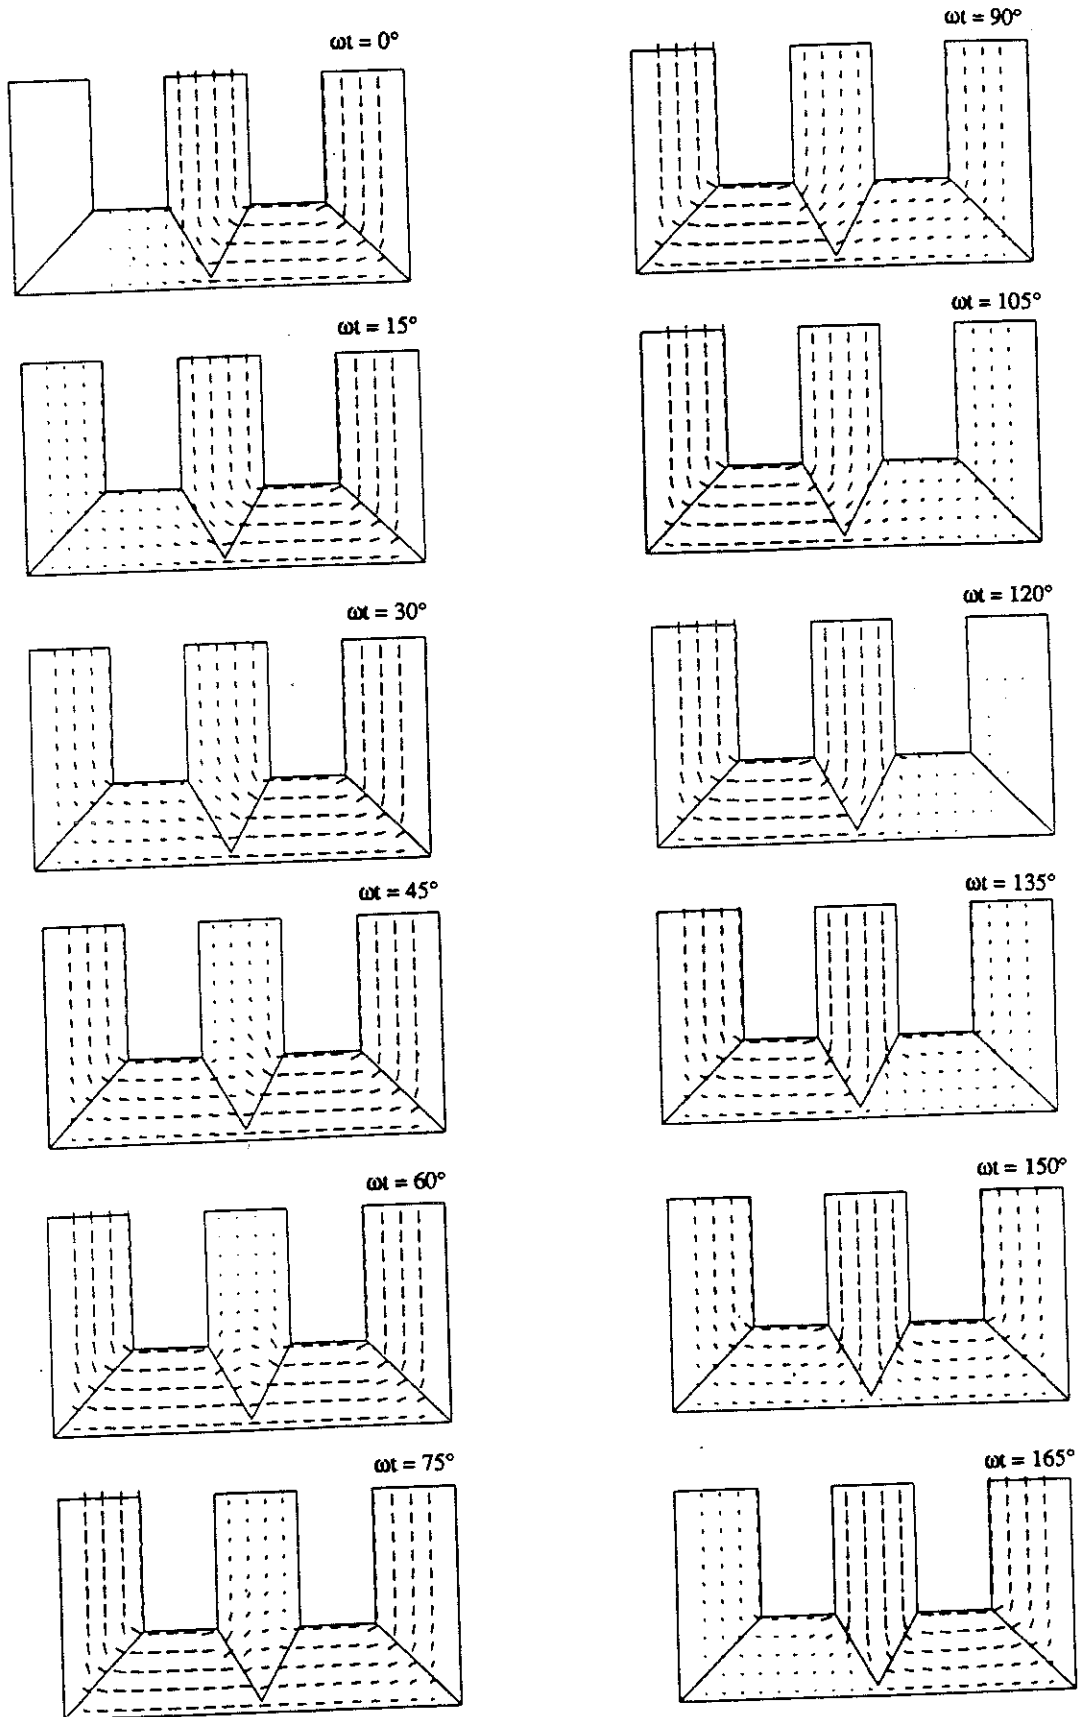 ωt = 0°
ωt = 15°
ωt = 30°
ωt = 45°
ωt = 60°
ωt = 75°
ωt = 90°
ωt = 105°
ωt = 120°
ωt = 135°
ωt = 150°
ωt = 165°